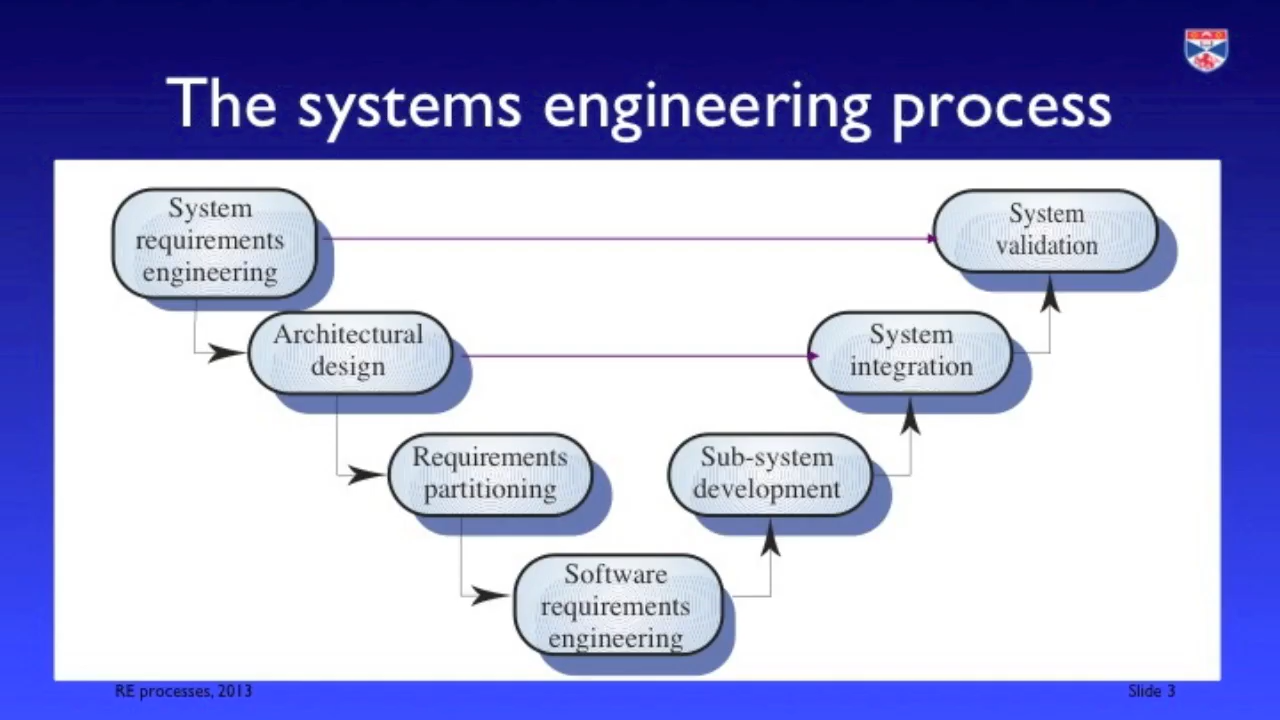 The systems engineering process
System
requirements
engineering
System
validation
Architectural
design
System
integration
Requirements
partitioning
Sub-system
development
Software
requirements
engineering
RE processes, 2013
Slide 3